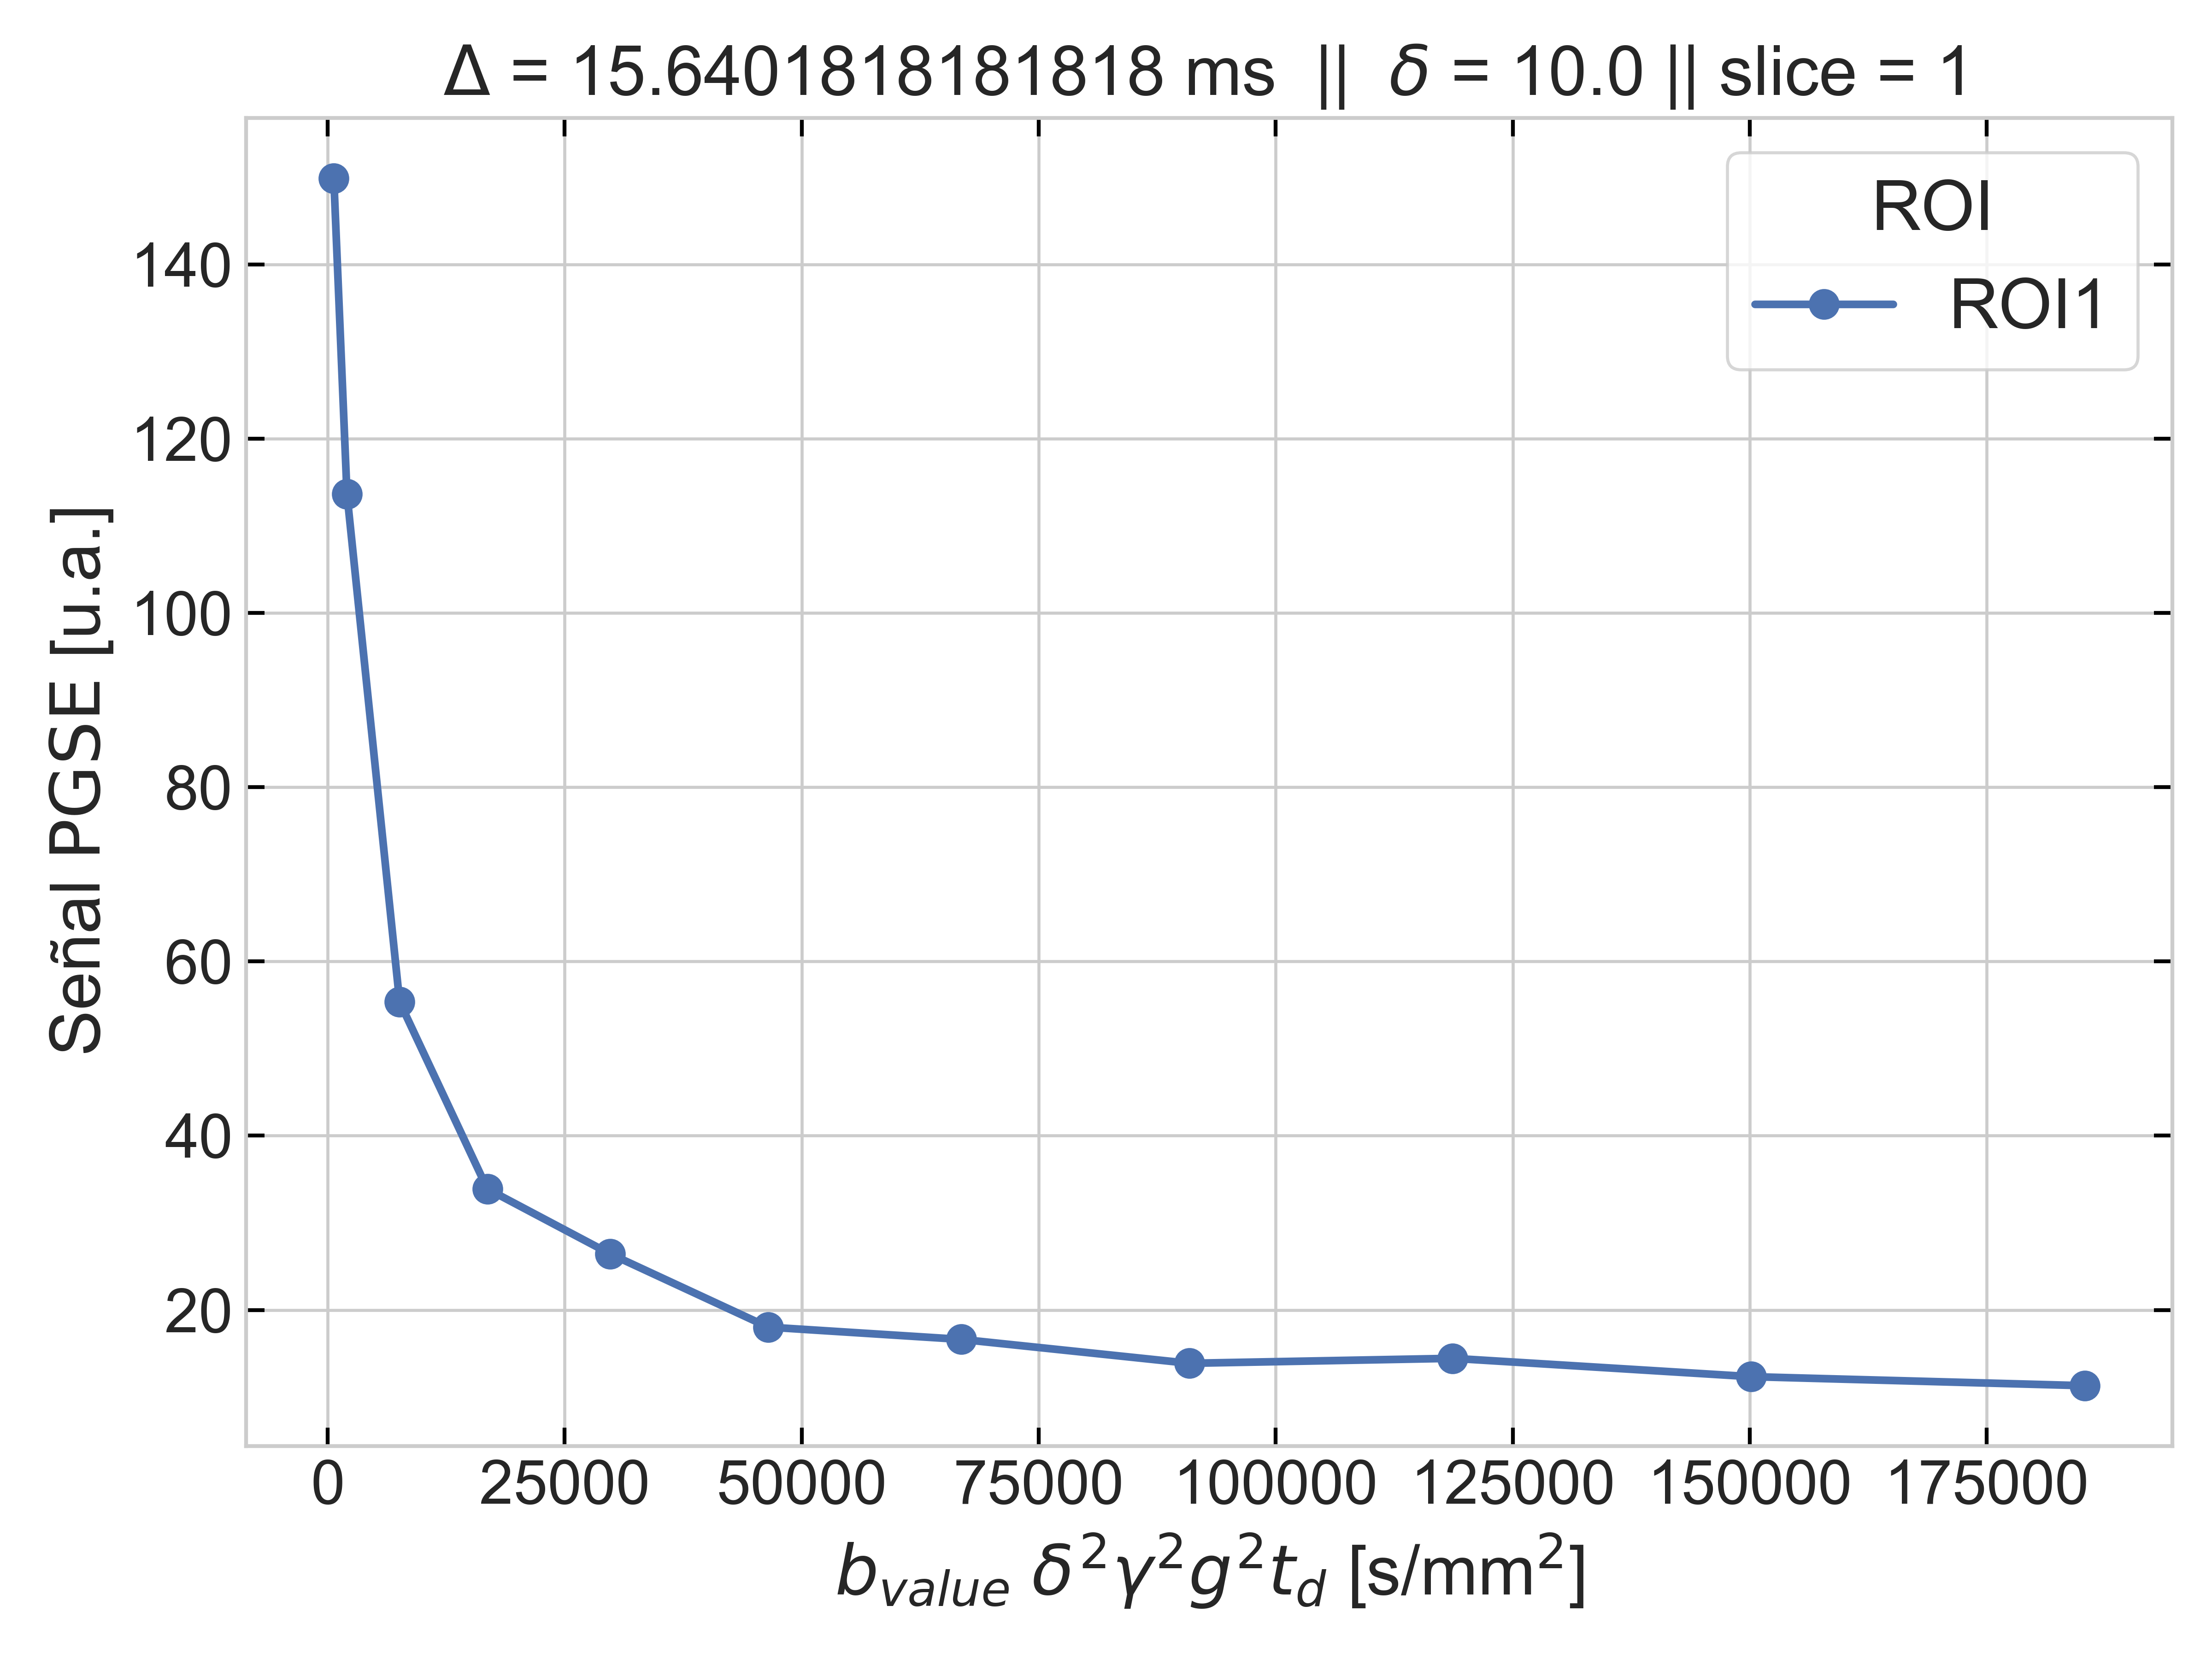 Δ = 15.640181818181818 ms || δ = 10.0 || slice = 1
ROI
ROI1
Señal PGSE [u.a.]
140
120
100
80
60
40
20
0 25000 50000 75000 100000 125000 150000 175000
b_value δ²γ²g²t_d [s/mm²]